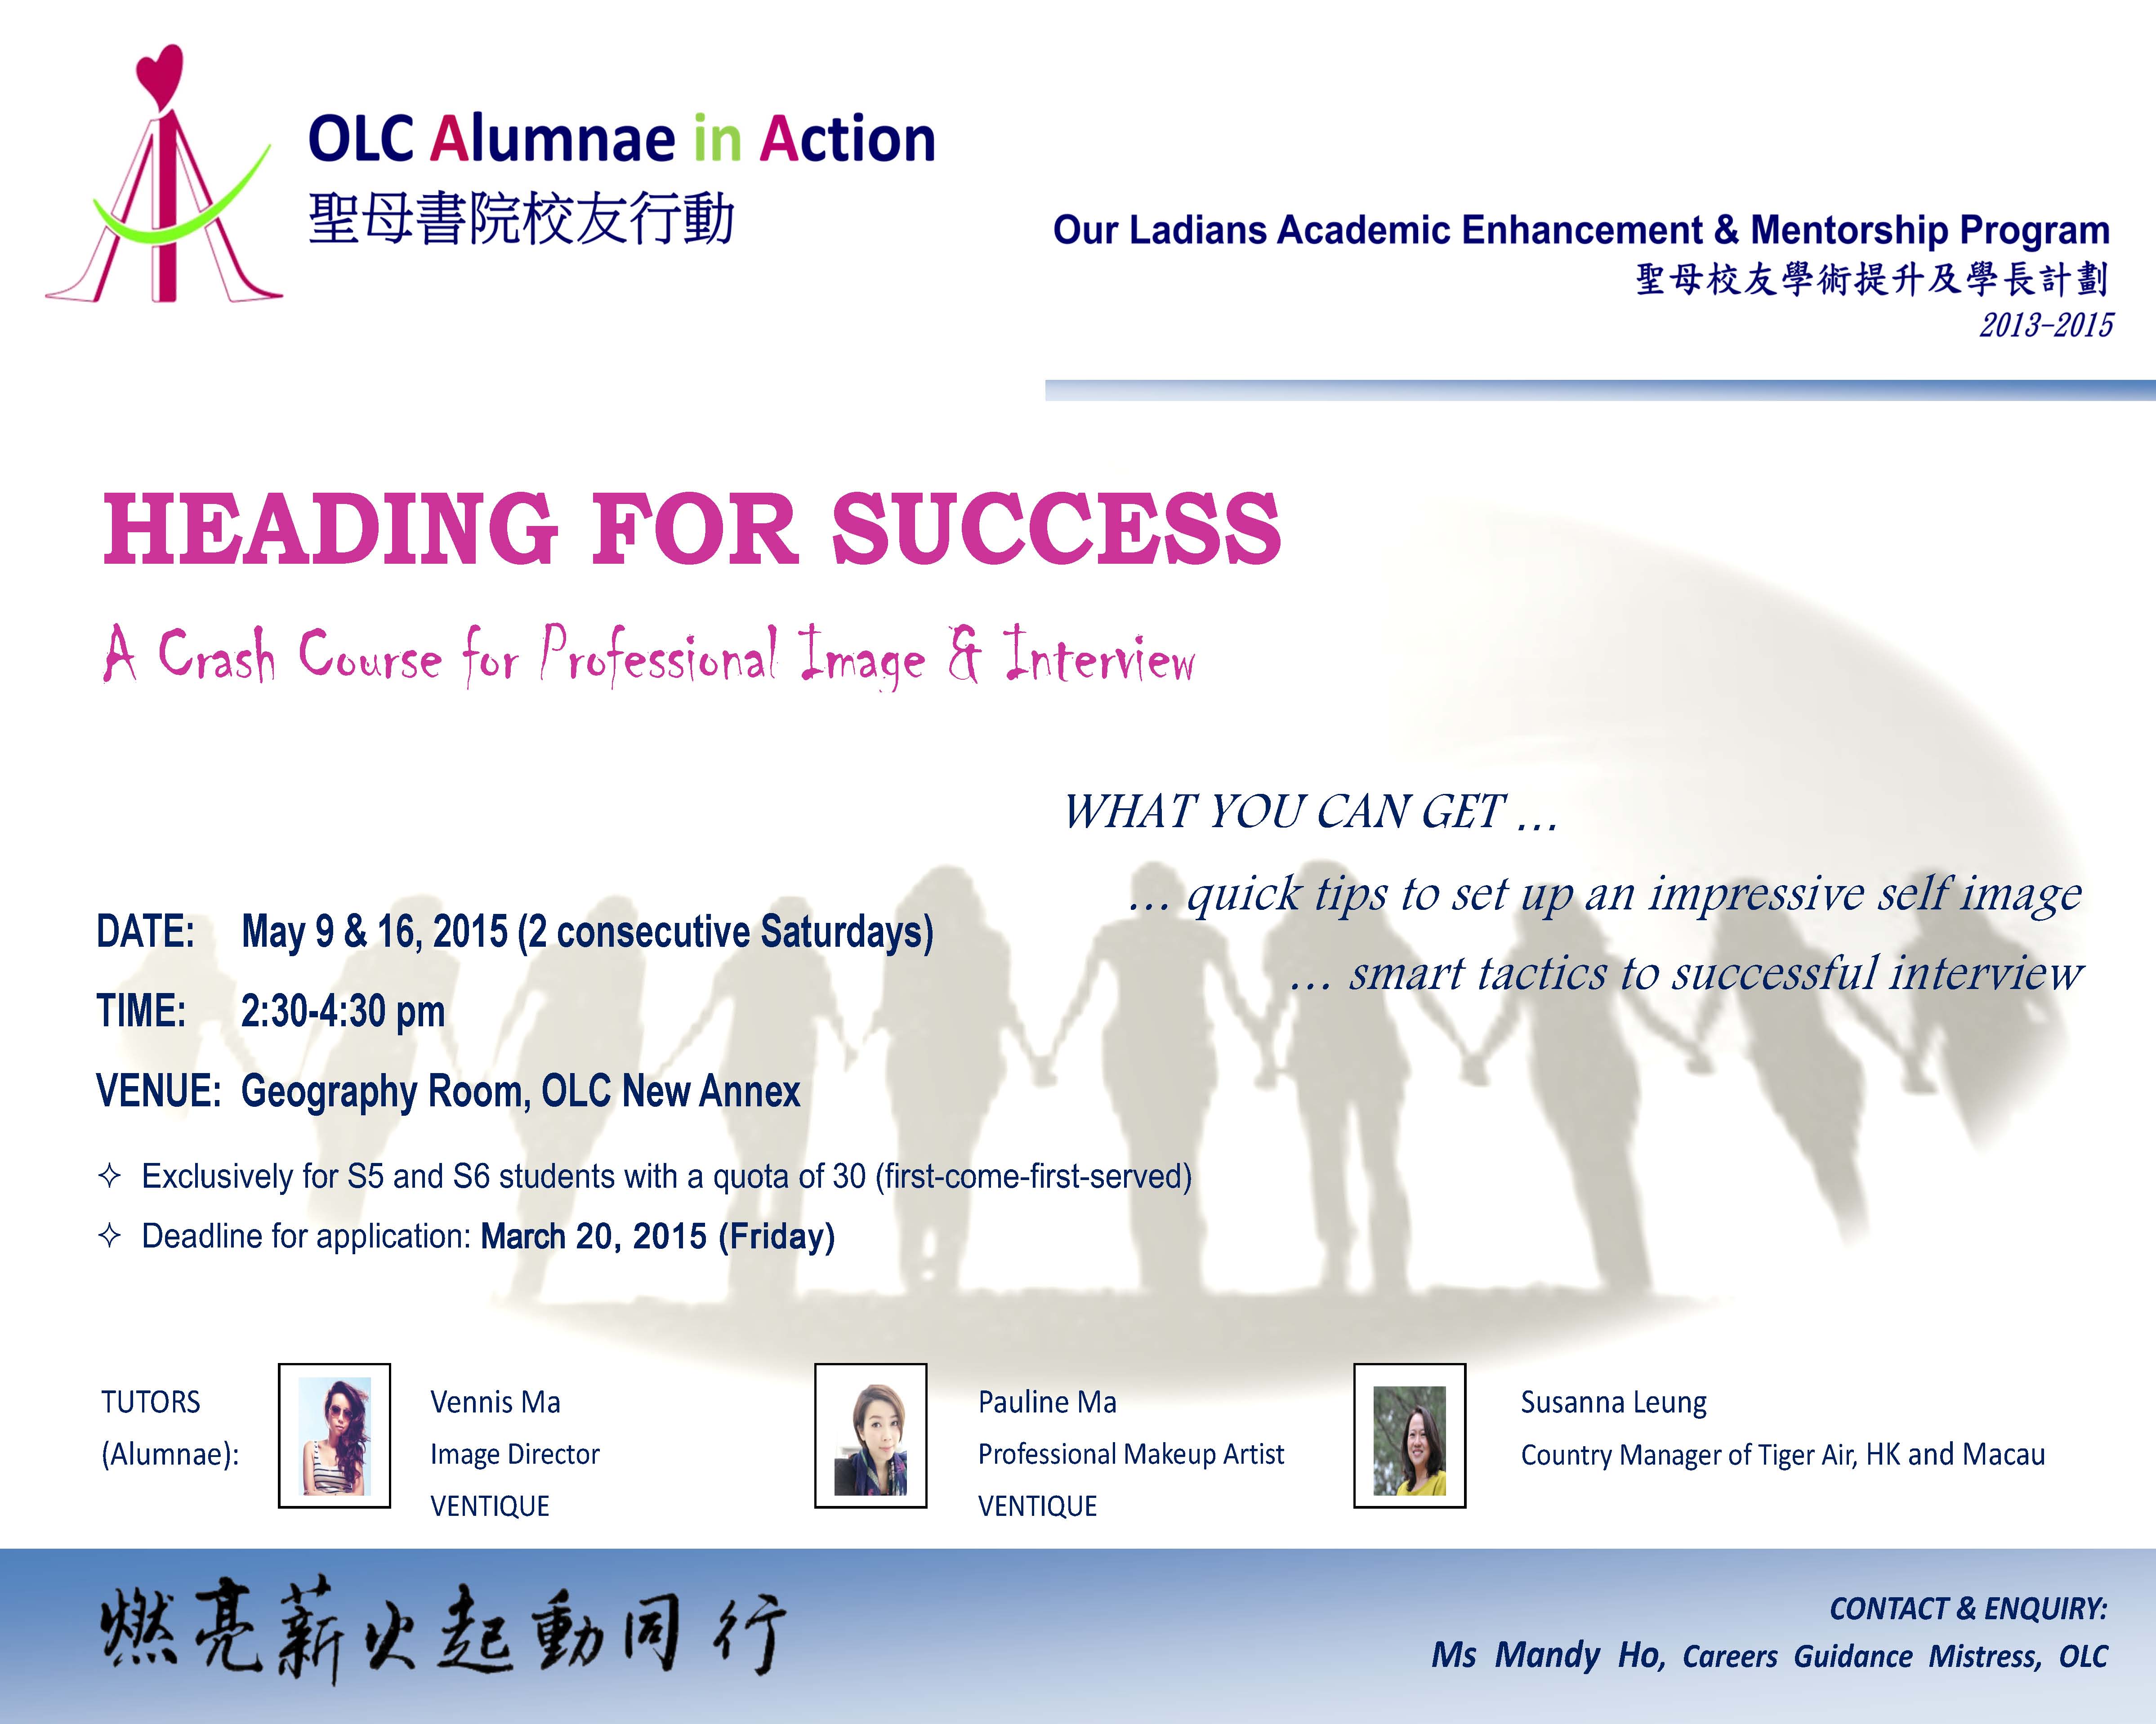 OLC Alumnae in Action
聖母書院校友行動
Our Ladians Academic Enhancement & Mentorship Program
聖母校友學術提升及學長計劃
2013-2015
HEADING FOR SUCCESS
A Crash Course for Professional Image & Interview
WHAT YOU CAN GET ...
... quick tips to set up an impressive self image
... smart tactics to successful interview
DATE: May 9 & 16, 2015 (2 consecutive Saturdays)
TIME: 2:30-4:30 pm
VENUE: Geography Room, OLC New Annex
✧ Exclusively for S5 and S6 students with a quota of 30 (first-come-first-served)
✧ Deadline for application: March 20, 2015 (Friday)
TUTORS
(Alumnae):
Vennis Ma
Image Director
VENTIQUE
Pauline Ma
Professional Makeup Artist
VENTIQUE
Susanna Leung
Country Manager of Tiger Air, HK and Macau
燃亮薪火起動同行
CONTACT & ENQUIRY:
Ms Mandy Ho, Careers Guidance Mistress, OLC